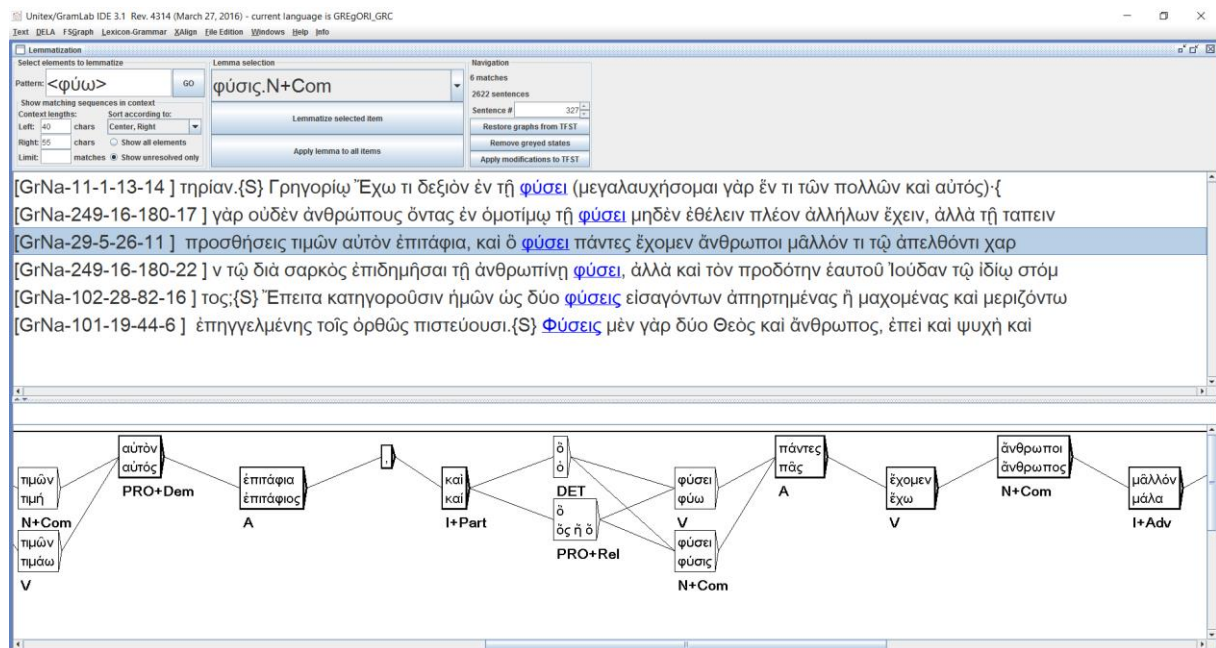 Unitex/GramLab IDE 3.1 Rev. 4314 (March 27, 2016) - current language is GREgORI_GRC
Text DELA FSGraph Lexicon-Grammar XAlign File Edition Windows Help Info
Lemmatization
Select elements to lemmatize
Pattern: <φύω> GO
Show matching sequences in context
Context lengths: Sort according to:
Left: 40 chars Center, Right
Right: 55 chars Show all elements
Limit: matches Show unresolved only
Lemma selection
φύσις.N+Com
Lemmatize selected item
Apply lemma to all items
Navigation
6 matches
2622 sentences
Sentence # 327
Restore graphs from TFST
Remove greyed states
Apply modifications to TFST
[GrNa-11-1-13-14 ] τηρίαν.{S} Γρηγορίῳ Ἔχω τι δεξιὸν ἐν τῇ φύσει (μεγαλαυχήσομαι γὰρ ἕν τι τῶν πολλῶν καὶ αὐτός)·{
[GrNa-249-16-180-17 ] γὰρ οὐδὲν ἀνθρώπους ὄντας ἐν ὁμοτίμῳ τῇ φύσει μηδὲν ἐθέλειν πλέον ἀλλήλων ἔχειν, ἀλλὰ τῇ ταπειν
[GrNa-29-5-26-11 ] προσθήσεις τιμῶν αὐτὸν ἐπιτάφια, καὶ ὃ φύσει πάντες ἔχομεν ἄνθρωποι μᾶλλόν τι τῷ ἀπελθόντι χαρ
[GrNa-249-16-180-22 ] ν τῷ διὰ σαρκὸς ἐπιδημῆσαι τῇ ἀνθρωπίνῃ φύσει, ἀλλὰ καὶ τὸν προδότην ἑαυτοῦ Ἰούδαν τῷ ἰδίῳ στόμ
[GrNa-102-28-82-16 ] τος;{S} Ἔπειτα κατηγοροῦσιν ἡμῶν ὡς δύο φύσεις εἰσαγόντων ἀπηρτημένας ἢ μαχομένας καὶ μεριζόντω
[GrNa-101-19-44-6 ] ἐπηγγελμένης τοῖς ὀρθῶς πιστεύουσι.{S} Φύσεις μὲν γὰρ δύο Θεὸς καὶ ἄνθρωπος, ἐπεὶ καὶ ψυχὴ καὶ
τιμῶν
τιμή
N+Com
τιμῶν
τιμάω
V
αὐτὸν
αὐτός
PRO+Dem
ἐπιτάφια
ἐπιτάφιος
A
,
καὶ
καί
I+Part
ὃ
ὁ
DET
ὃ
ὅς ἥ ὅ
PRO+Rel
φύσει
φύω
V
φύσει
φύσις
N+Com
πάντες
πᾶς
A
ἔχομεν
ἔχω
V
ἄνθρωποι
ἄνθρωπος
N+Com
μᾶλλόν
μάλα
I+Adv